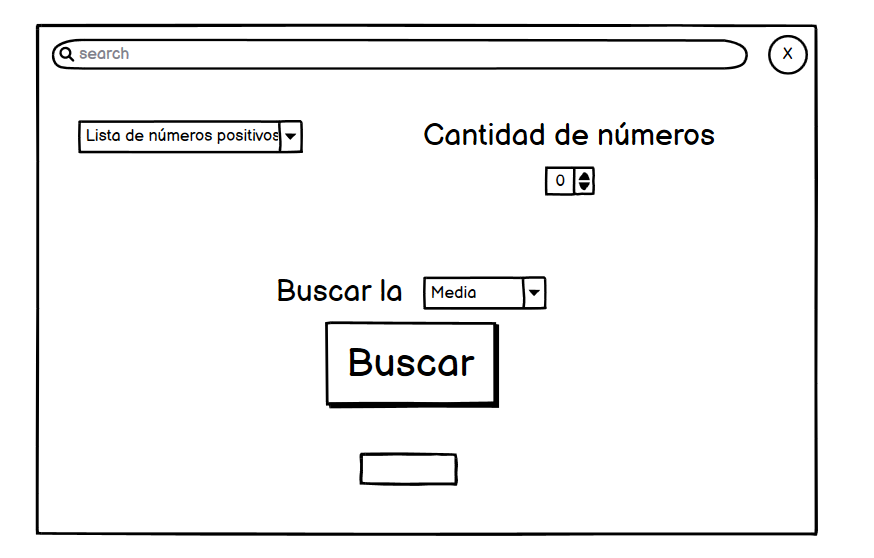 search
X
Lista de números positivos
Cantidad de números
0
Buscar la
Media
Buscar